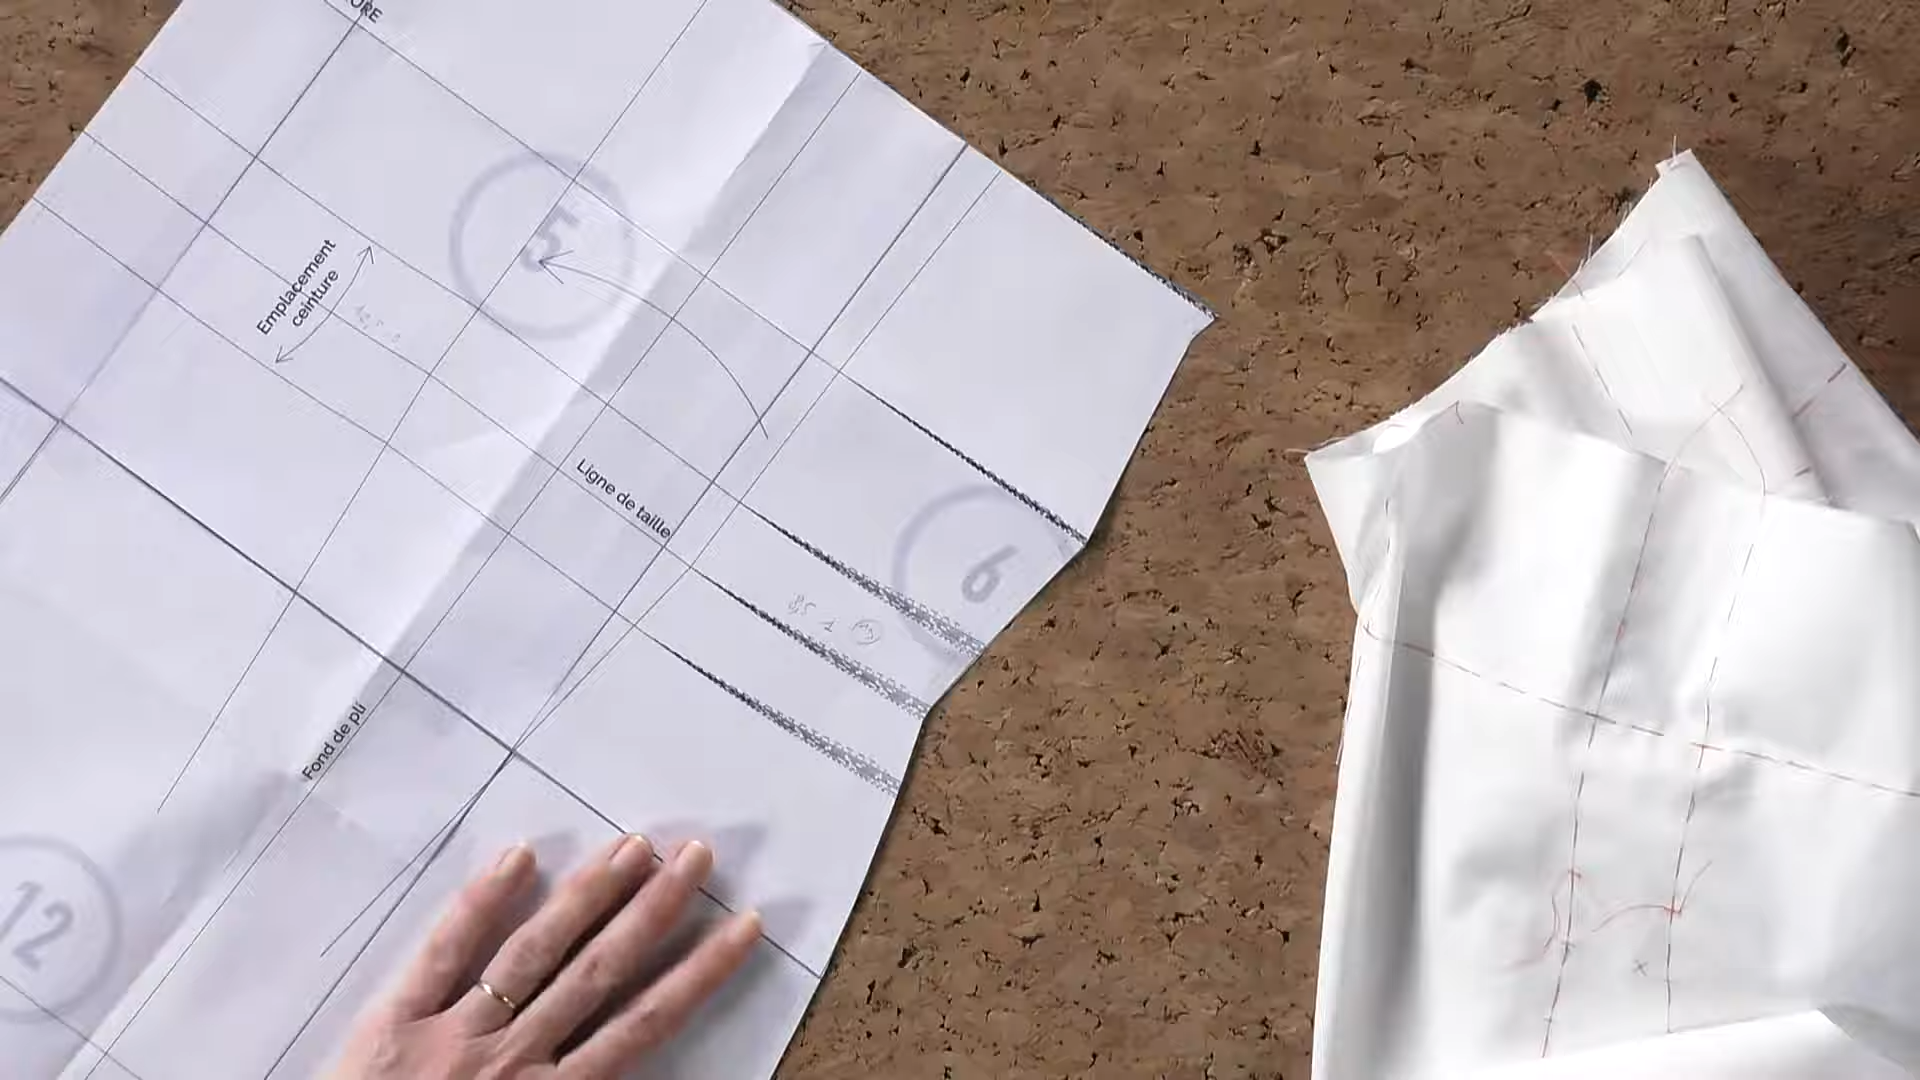 Emplacement
ceinture
5
Ligne de taille
6
Fond de pli
12